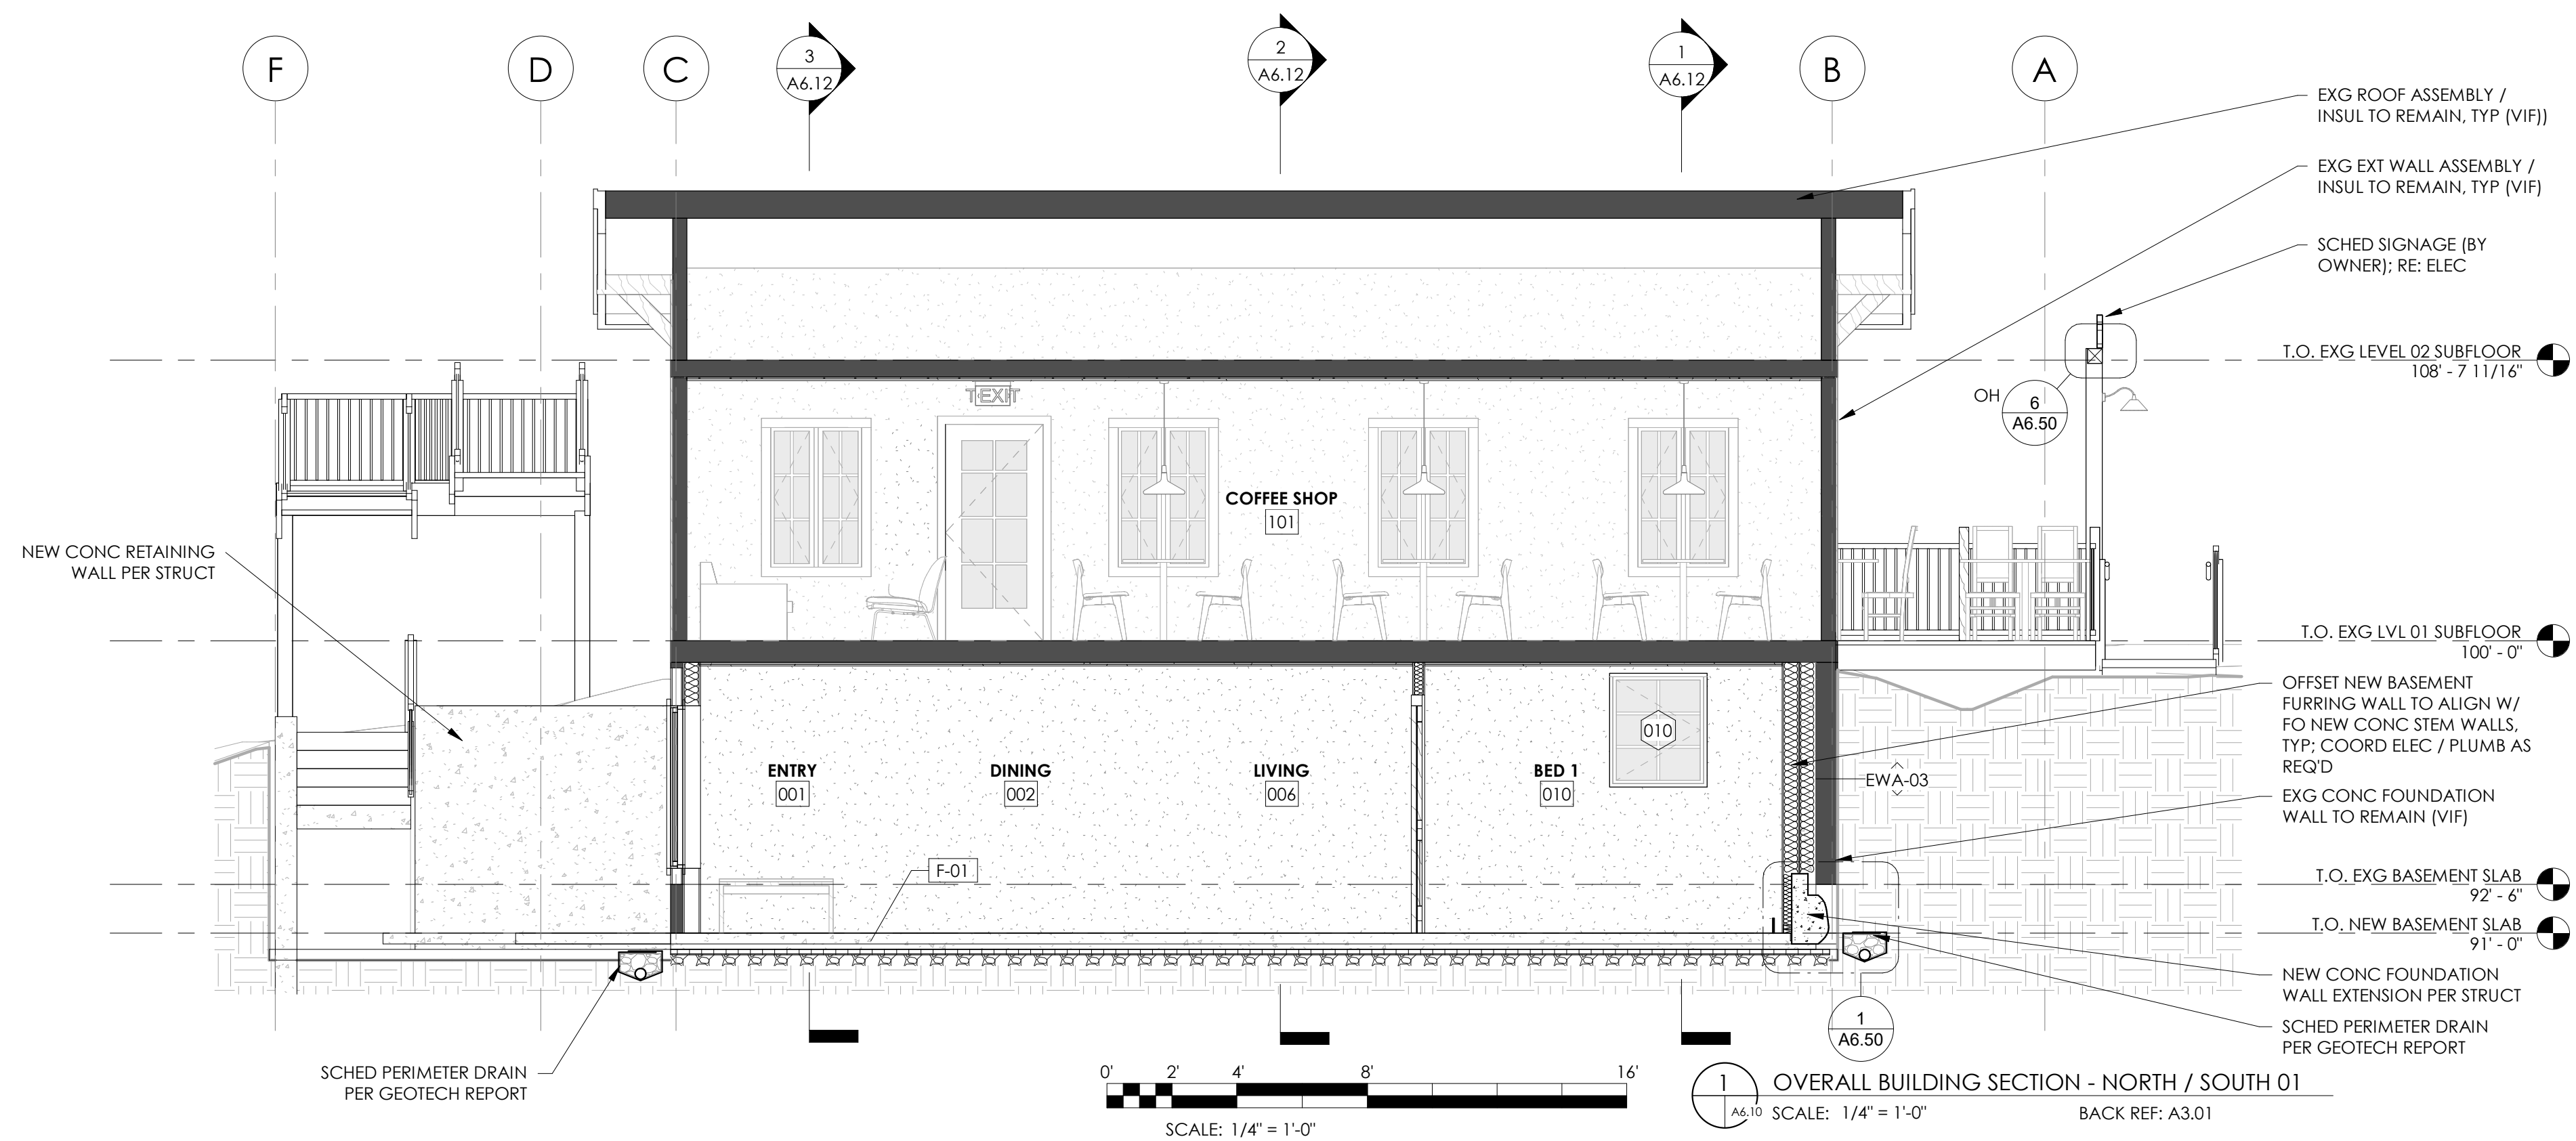 F
D
C
3
A6.12
2
A6.12
1
A6.12
B
A
EXG ROOF ASSEMBLY /
INSUL TO REMAIN, TYP (VIF))
EXG EXT WALL ASSEMBLY /
INSUL TO REMAIN, TYP (VIF)
SCHED SIGNAGE (BY
OWNER); RE: ELEC
T.O. EXG LEVEL 02 SUBFLOOR
108' - 7 11/16"
OH
6
A6.50
EXIT
COFFEE SHOP
101
NEW CONC RETAINING
WALL PER STRUCT
T.O. EXG LVL 01 SUBFLOOR
100' - 0"
OFFSET NEW BASEMENT
FURRING WALL TO ALIGN W/
FO NEW CONC STEM WALLS,
TYP; COORD ELEC / PLUMB AS
REQ'D
010
ENTRY
001
DINING
002
LIVING
006
BED 1
010
EWA-03
EXG CONC FOUNDATION
WALL TO REMAIN (VIF)
F-01
T.O. EXG BASEMENT SLAB
92' - 6"
T.O. NEW BASEMENT SLAB
91' - 0"
NEW CONC FOUNDATION
WALL EXTENSION PER STRUCT
SCHED PERIMETER DRAIN
PER GEOTECH REPORT
1
A6.50
SCHED PERIMETER DRAIN
PER GEOTECH REPORT
0' 2' 4' 8' 16'
SCALE: 1/4" = 1'-0"
1
A6.10
OVERALL BUILDING SECTION - NORTH / SOUTH 01
SCALE: 1/4" = 1'-0"
BACK REF: A3.01